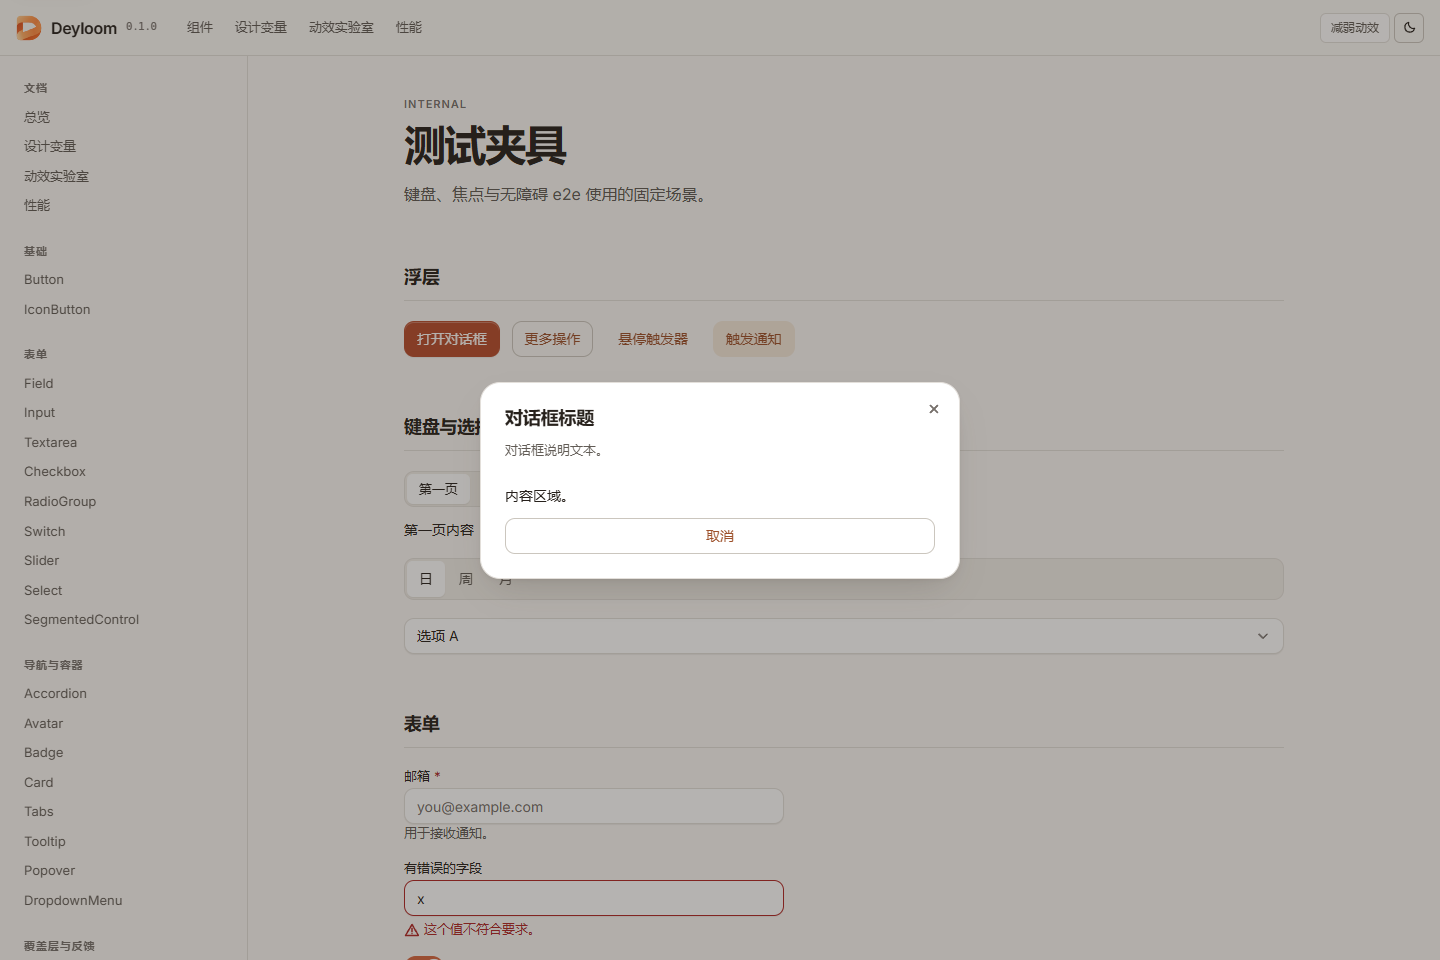 Deyloom 0.1.0 组件 设计变量 动效实验室 性能 减弱动效
文档
总览
设计变量
动效实验室
性能
基础
Button
IconButton
表单
Field
Input
Textarea
Checkbox
RadioGroup
Switch
Slider
Select
SegmentedControl
导航与容器
Accordion
Avatar
Badge
Card
Tabs
Tooltip
Popover
DropdownMenu
覆盖层与反馈
INTERNAL
测试夹具
键盘、焦点与无障碍 e2e 使用的固定场景。
浮层
打开对话框 更多操作 悬停触发器 触发通知
键盘与选
对话框标题
对话框说明文本。
内容区域。
取消
第一页
第一页内容
日 周 月
选项 A
表单
邮箱 *
you@example.com
用于接收通知。
有错误的字段
x
这个值不符合要求。